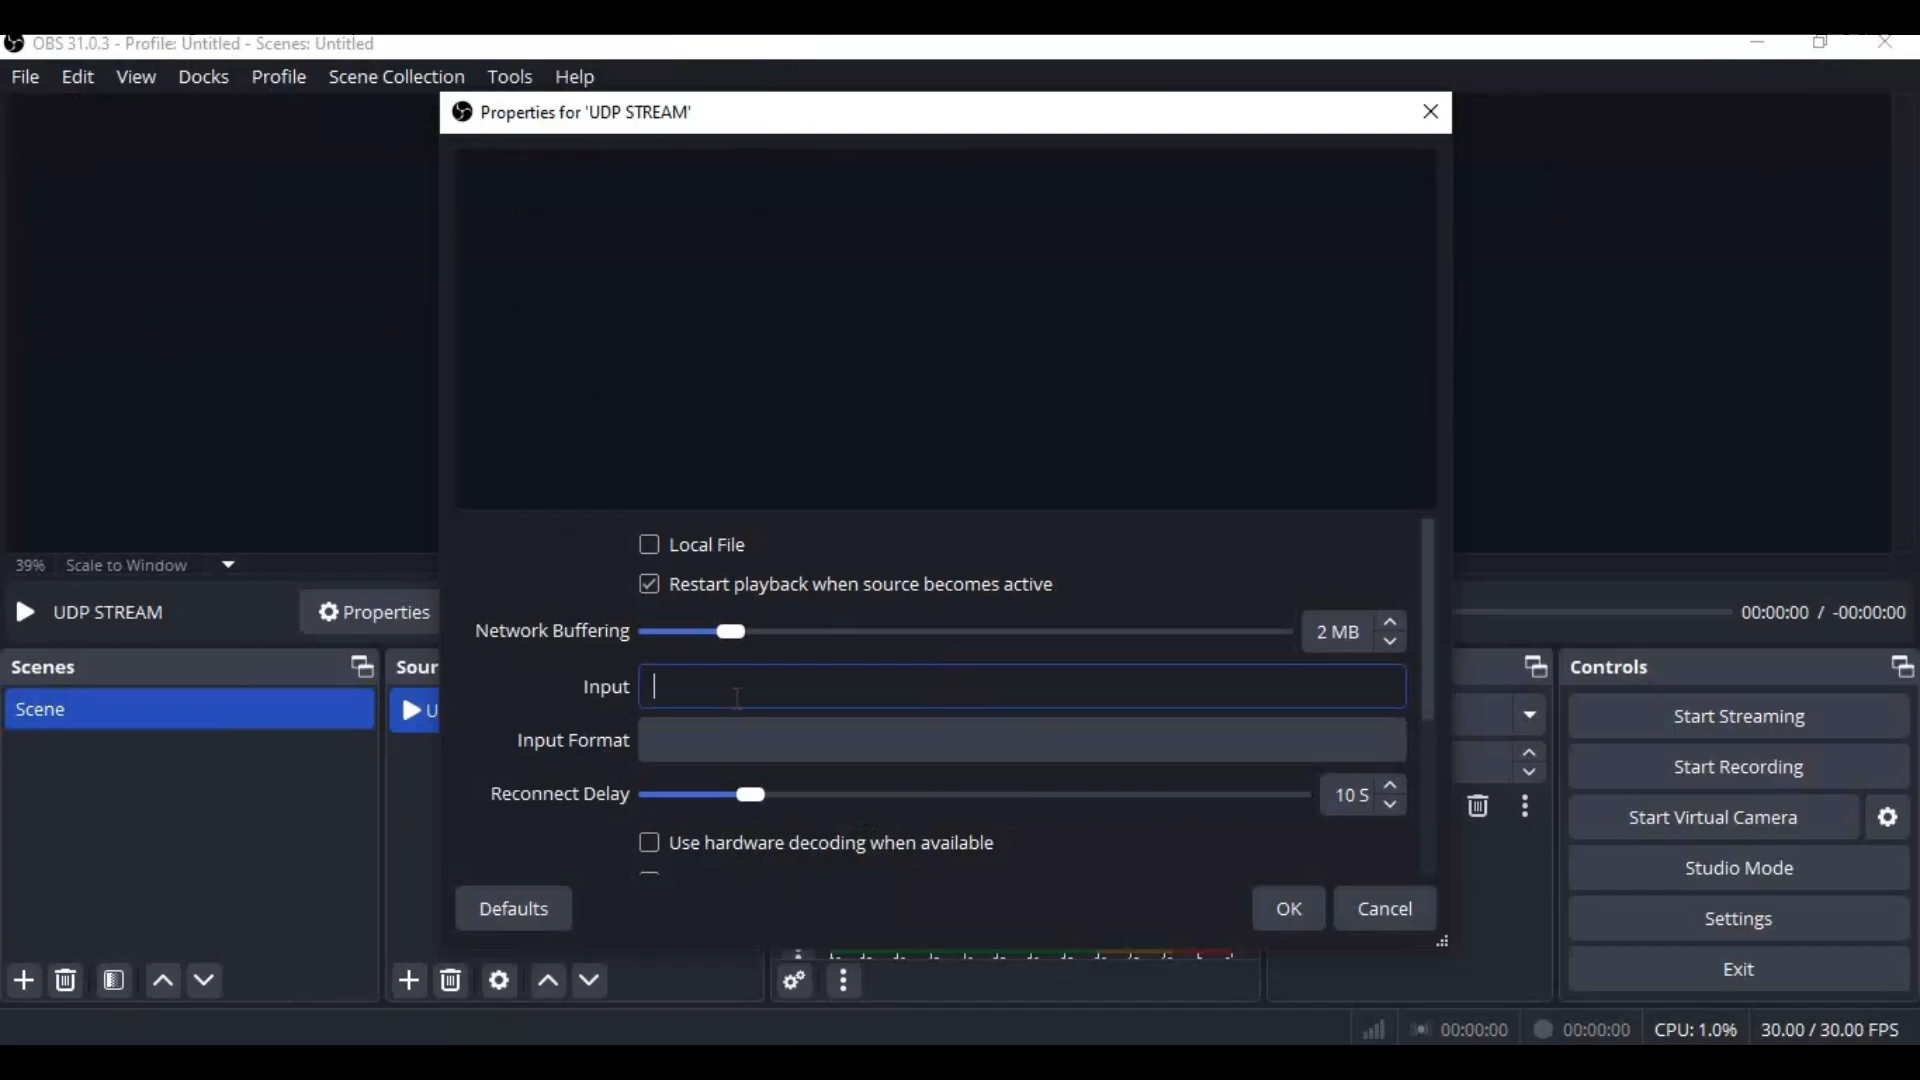 OBS 31.0.3 - Profile: Untitled - Scenes: Untitled
File Edit View Docks Profile Scene Collection Tools Help
Properties for 'UDP STREAM'
Local File
Restart playback when source becomes active
Network Buffering 2 MB
Input
Input Format
Reconnect Delay 10 S
Use hardware decoding when available
Defaults OK Cancel
39% Scale to Window
UDP STREAM Properties 00:00:00 / -00:00:00
Scenes Sour Controls
Scene U
Start Streaming
Start Recording
Start Virtual Camera
Studio Mode
Settings
Exit
00:00:00 00:00:00 CPU: 1.0% 30.00 / 30.00 FPS